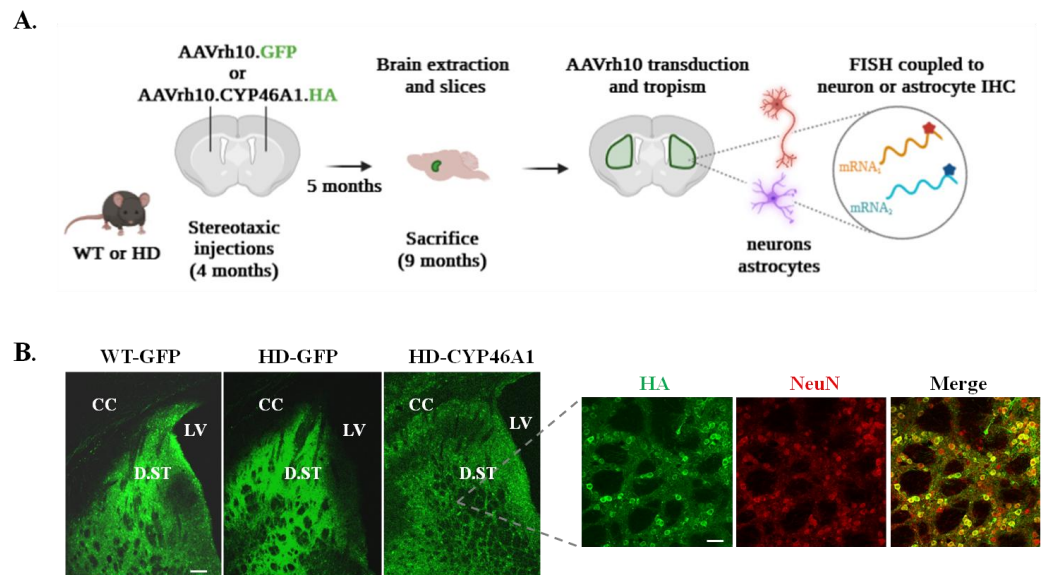 A.
AAVrh10.GFP
or
AAVrh10.CYP46A1.HA
WT or HD
Stereotaxic
injections
(4 months)
5 months
Brain extraction
and slices
Sacrifice
(9 months)
AAVrh10 transduction
and tropism
neurons
astrocytes
FISH coupled to
neuron or astrocyte IHC
mRNA1
mRNA2
B.
WT-GFP
HD-GFP
HD-CYP46A1
CC
LV
D.ST
CC
LV
D.ST
CC
LV
D.ST
HA
NeuN
Merge